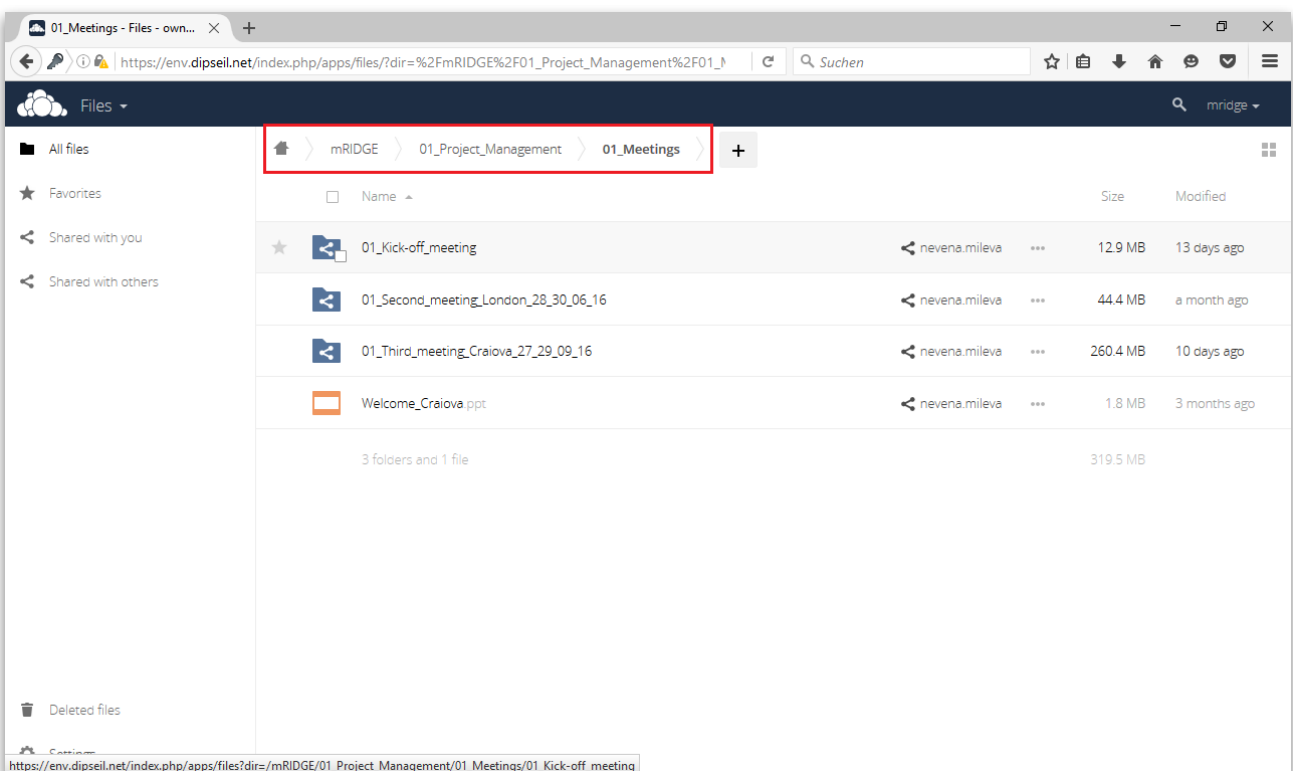 01_Meetings - Files - own...
https://env.dipseil.net/index.php/apps/files/?dir=%2FmRIDGE%2F01_Project_Management%2F01_M
Suchen
Files
mridge
All files
Favorites
Shared with you
Shared with others
mRIDGE 01_Project_Management 01_Meetings +
Name Size Modified
01_Kick-off_meeting nevena.mileva ... 12.9 MB 13 days ago
01_Second_meeting_London_28_30_06_16 nevena.mileva ... 44.4 MB a month ago
01_Third_meeting_Craiova_27_29_09_16 nevena.mileva ... 260.4 MB 10 days ago
Welcome_Craiova.ppt nevena.mileva ... 1.8 MB 3 months ago
3 folders and 1 file 319.5 MB
Deleted files
Settings
https://env.dipseil.net/index.php/apps/files?dir=/mRIDGE/01_Project_Management/01_Meetings/01_Kick-off_meeting